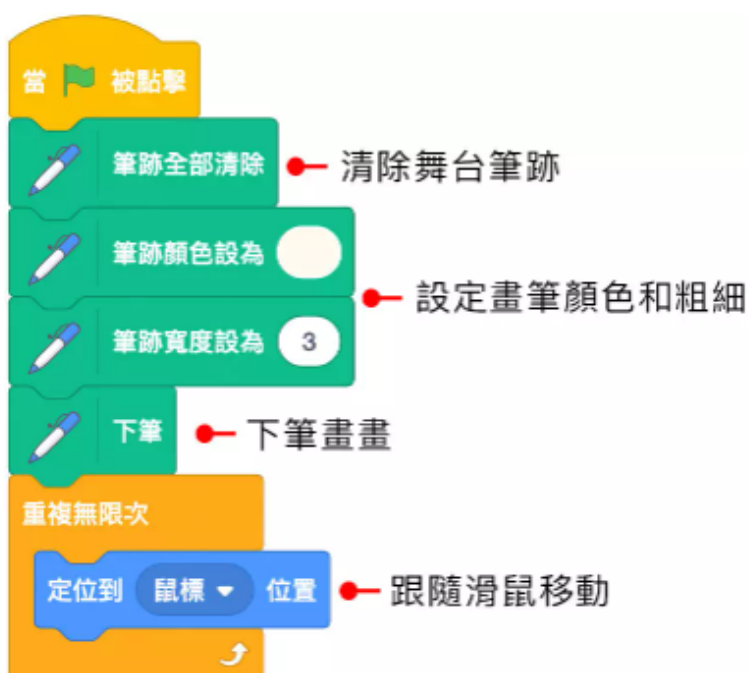 當 被點擊
筆跡全部清除 清除舞台筆跡
筆跡顏色設為
設定畫筆顏色和粗細
筆跡寬度設為 3
下筆 下筆畫畫
重複無限次
定位到 鼠標 位置 跟隨滑鼠移動